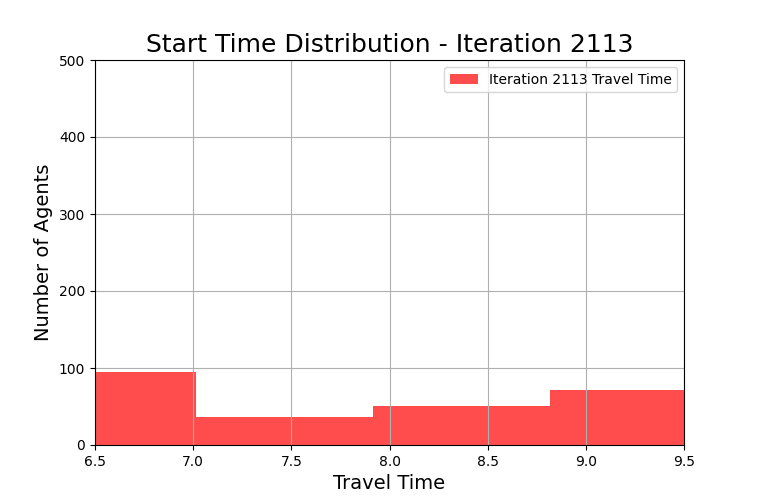 Start Time Distribution - Iteration 2113
500
400
300
200
100
0
Number of Agents
Iteration 2113 Travel Time
6.5 7.0 7.5 8.0 8.5 9.0 9.5
Travel Time